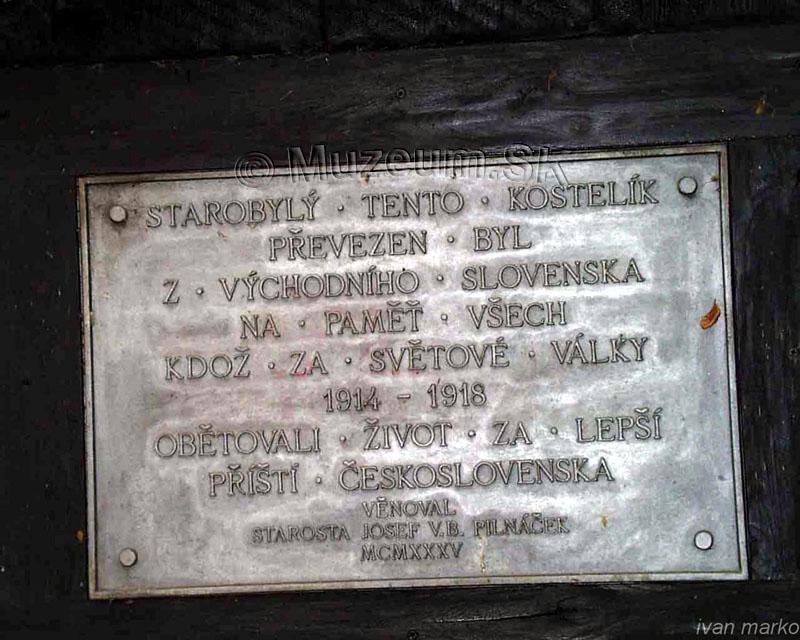 © Muzeum.SK
STAROBYLÝ · TENTO · KOSTELÍK
PŘEVEZEN · BYL
Z · VÝCHODNÍHO · SLOVENSKA
NA · PAMĚŤ · VŠECH
KDOŽ · ZA · SVĚTOVÉ · VÁLKY
1914 - 1918
OBĚTOVALI · ŽIVOT · ZA · LEPŠÍ
PŘÍŠTÍ · ČESKOSLOVENSKA
VĚNOVAL
STAROSTA JOSEF V.B. PILNÁČEK
MCMXXXV
ivan marko